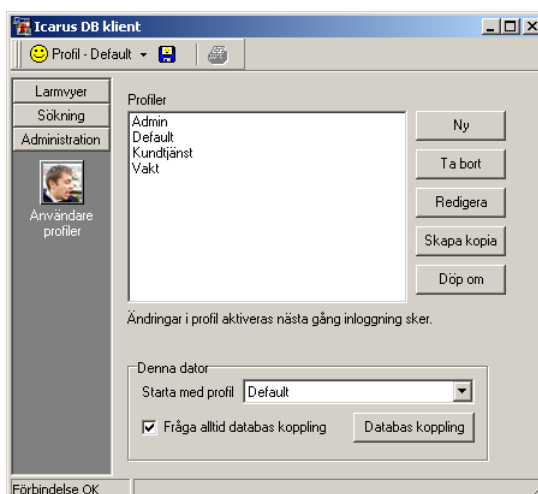 Icarus DB klient
Profil - Default
Larmvyer
Sökning
Administration
Användare
profiler
Profiler
Admin
Default
Kundtjänst
Vakt
Ny
Ta bort
Redigera
Skapa kopia
Döp om
Ändringar i profil aktiveras nästa gång inloggning sker.
Denna dator
Starta med profil Default
Fråga alltid databas koppling Databas koppling
Förbindelse OK